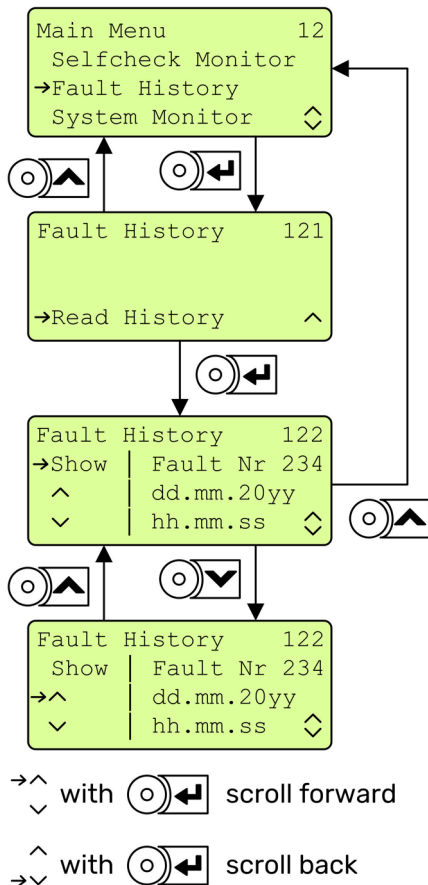 Main Menu 12
Selfcheck Monitor
→Fault History
System Monitor
Fault History 121
→Read History
Fault History 122
→Show | Fault Nr 234
dd.mm.20yy
hh.mm.ss
Fault History 122
Show | Fault Nr 234
dd.mm.20yy
hh.mm.ss
with scroll forward
with scroll back